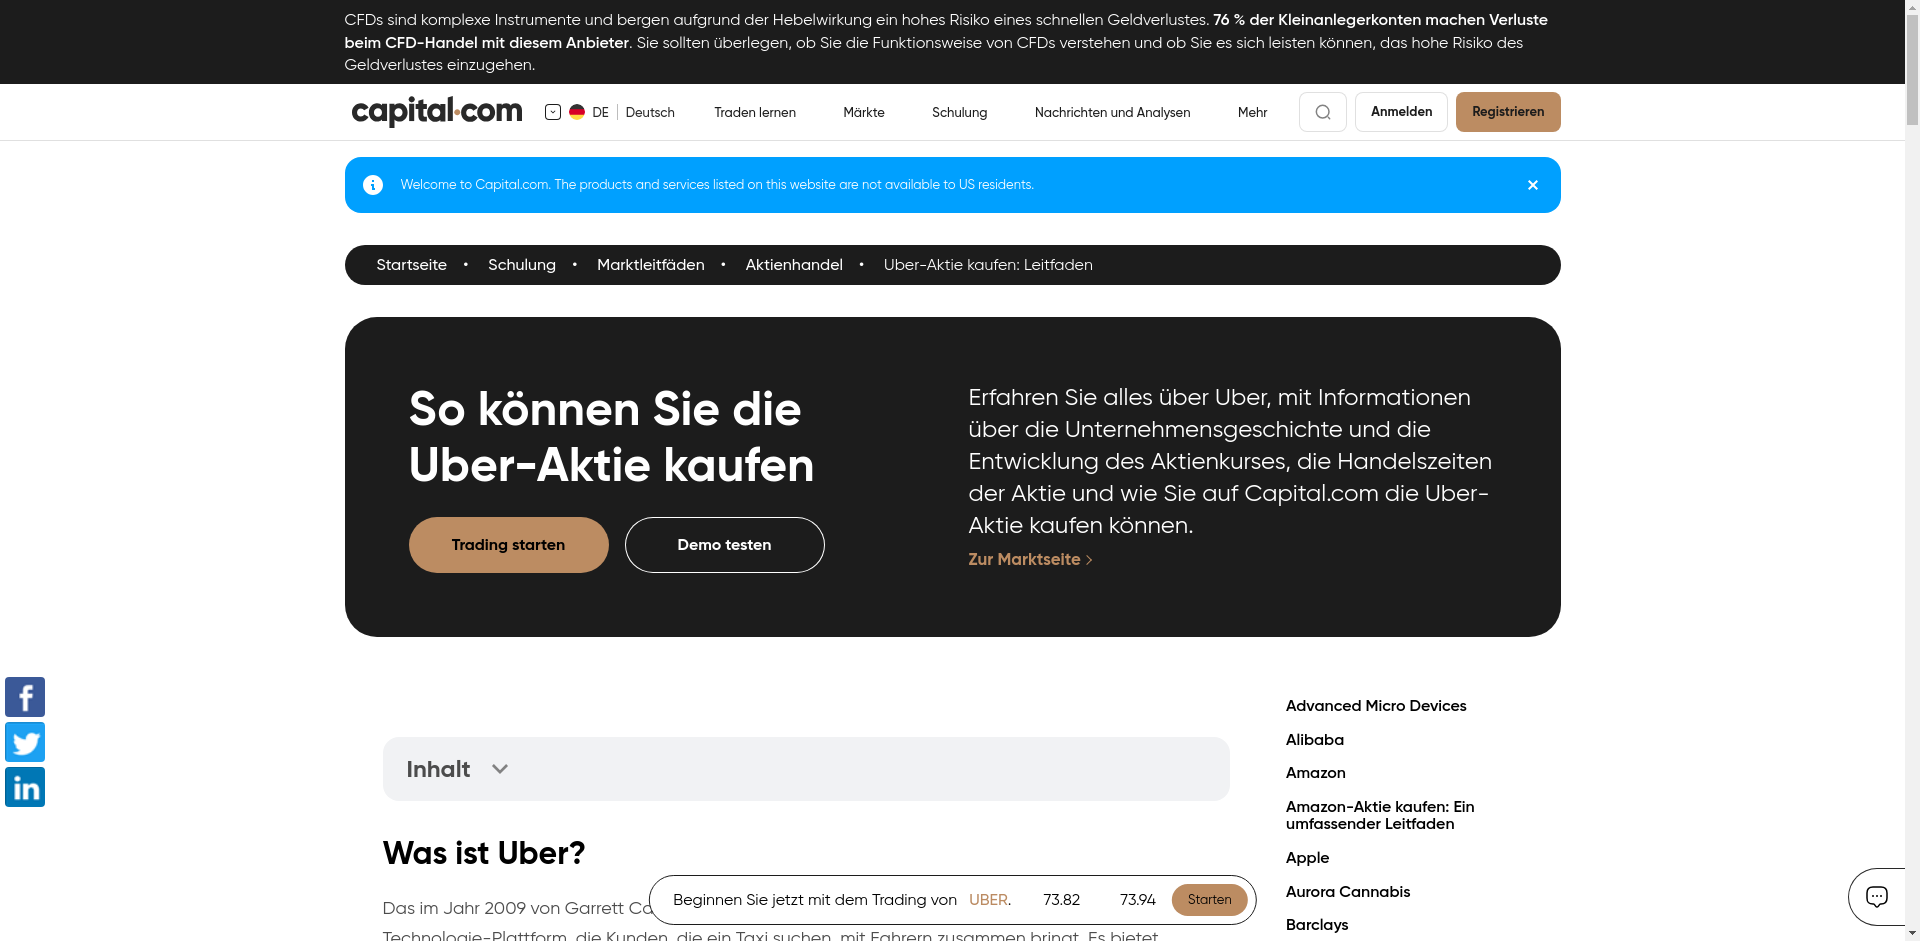 CFDs sind komplexe Instrumente und bergen aufgrund der Hebelwirkung ein hohes Risiko eines schnellen Geldverlustes. 76 % der Kleinanlegerkonten machen Verluste
beim CFD-Handel mit diesem Anbieter. Sie sollten überlegen, ob Sie die Funktionsweise von CFDs verstehen und ob Sie es sich leisten können, das hohe Risiko des
Geldverlustes einzugehen.
capital.com DE Deutsch Traden lernen Märkte Schulung Nachrichten und Analysen Mehr Anmelden Registrieren
Welcome to Capital.com. The products and services listed on this website are not available to US residents.
Startseite • Schulung • Marktleitfäden • Aktienhandel • Uber-Aktie kaufen: Leitfaden
So können Sie die
Uber-Aktie kaufen
Trading starten Demo testen
Erfahren Sie alles über Uber, mit Informationen
über die Unternehmensgeschichte und die
Entwicklung des Aktienkurses, die Handelszeiten
der Aktie und wie Sie auf Capital.com die Uber-
Aktie kaufen können.
Zur Marktseite
Inhalt
Was ist Uber?
Das im Jahr 2009 von Garrett
Technologie-Plattform, die Kunden, die ein Taxi suchen, mit Fahrern zusammen bringt. Es bietet
Beginnen Sie jetzt mit dem Trading von UBER. 73.82 73.94 Starten
Advanced Micro Devices
Alibaba
Amazon
Amazon-Aktie kaufen: Ein
umfassender Leitfaden
Apple
Aurora Cannabis
Barclays